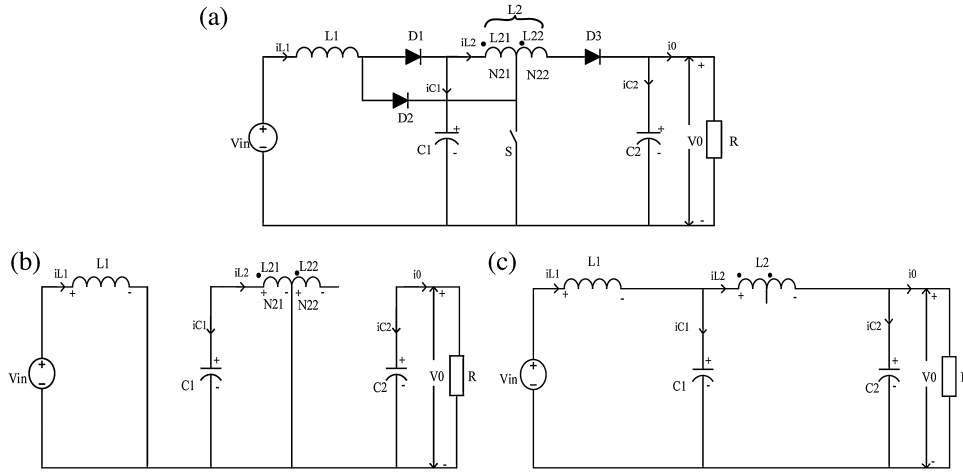 (a)
L2
L1
D1
iL2
L21
L22
D3
i0
iL1
N21
N22
+
iC1
iC2
D2
Vin
+
-
C1
+
-
S
C2
+
-
V0
R
-
(b)
iL1
L1
+
-
iL2
L21
L22
+
-
+
-
N21
N22
i0
+
iC1
iC2
Vin
+
-
C1
+
-
C2
+
-
V0
R
-
(c)
iL1
L1
+
-
iL2
L2
+
-
i0
+
iC1
iC2
Vin
+
-
C1
+
-
C2
+
-
V0
-